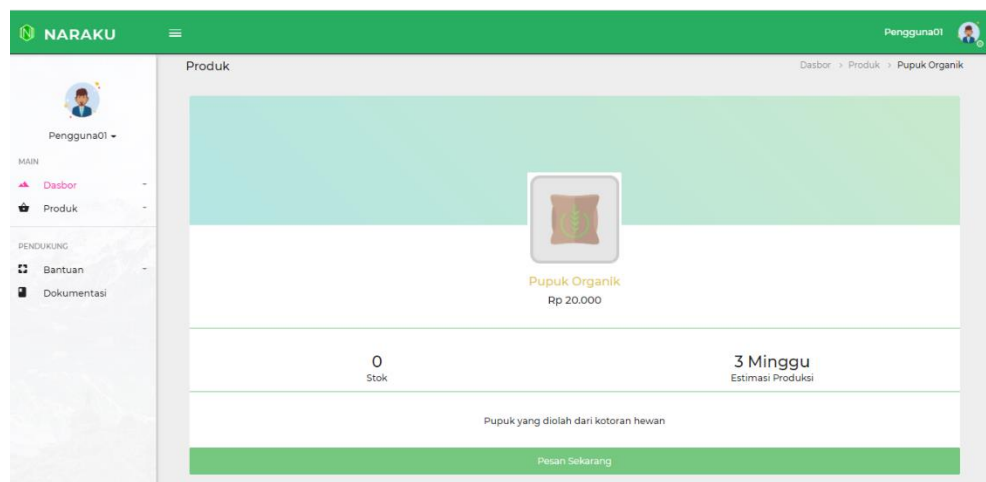 NARAKU
Pengguna01
Pengguna01
MAIN
Dasbor
Produk
PENDUKUNG
Bantuan
Dokumentasi
Produk
Dasbor > Produk > Pupuk Organik
Pupuk Organik
Rp 20.000
0
Stok
3 Minggu
Estimasi Produksi
Pupuk yang diolah dari kotoran hewan
Pesan Sekarang